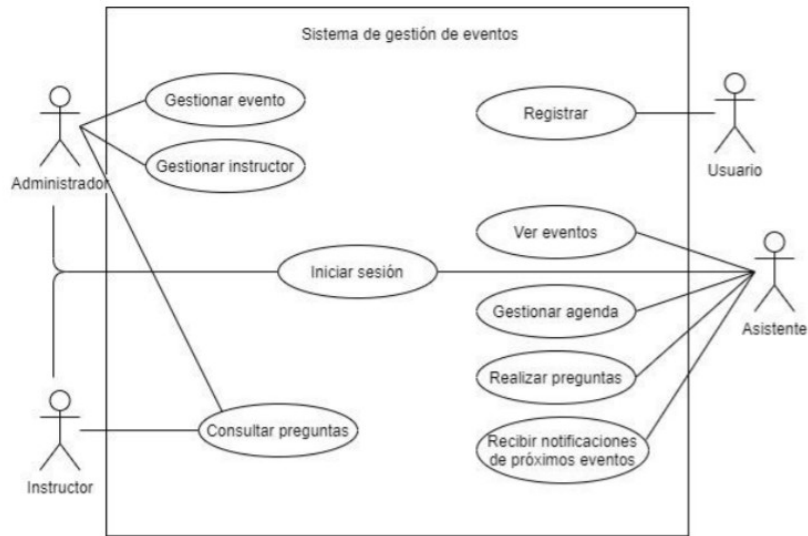 Sistema de gestión de eventos
Gestionar evento
Registrar
Gestionar instructor
Administrador
Usuario
Ver eventos
Iniciar sesión
Gestionar agenda
Asistente
Realizar preguntas
Consultar preguntas
Recibir notificaciones
de próximos eventos
Instructor